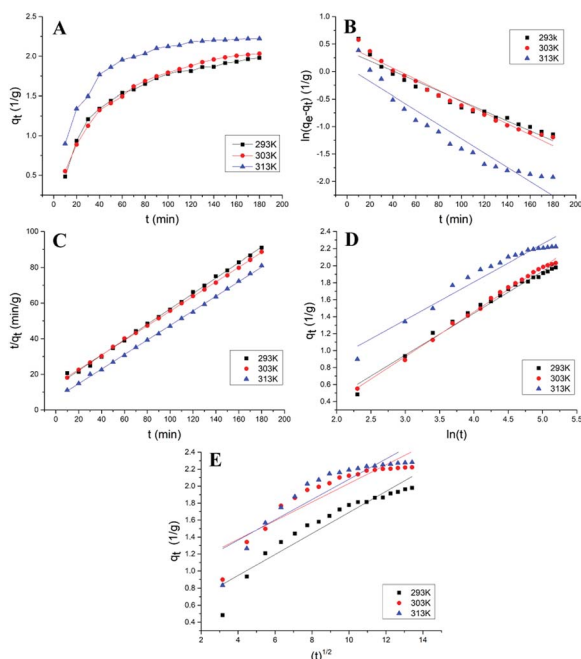 A
qt (1/g)
2.5
2.0
1.5
1.0
0.5
0 20 40 60 80 100 120 140 160 180 200
t (min)
293K
303K
313K
B
ln(qe-qt) (1/g)
1.0
0.5
0.0
-0.5
-1.0
-1.5
-2.0
0 20 40 60 80 100 120 140 160 180 200
t (min)
293k
303K
313K
C
t/qt (min/g)
100
80
60
40
20
0
0 20 40 60 80 100 120 140 160 180 200
t (min)
293K
303K
313K
D
qt (1/g)
2.6
2.4
2.2
2.0
1.8
1.6
1.4
1.2
1.0
0.8
0.6
0.4
2.0 2.5 3.0 3.5 4.0 4.5 5.0 5.5
ln(t)
293K
303K
313K
E
qt (1/g)
2.4
2.2
2.0
1.8
1.6
1.4
1.2
1.0
0.8
0.6
0.4
2 4 6 8 10 12 14
(t)1/2
293K
303K
313K